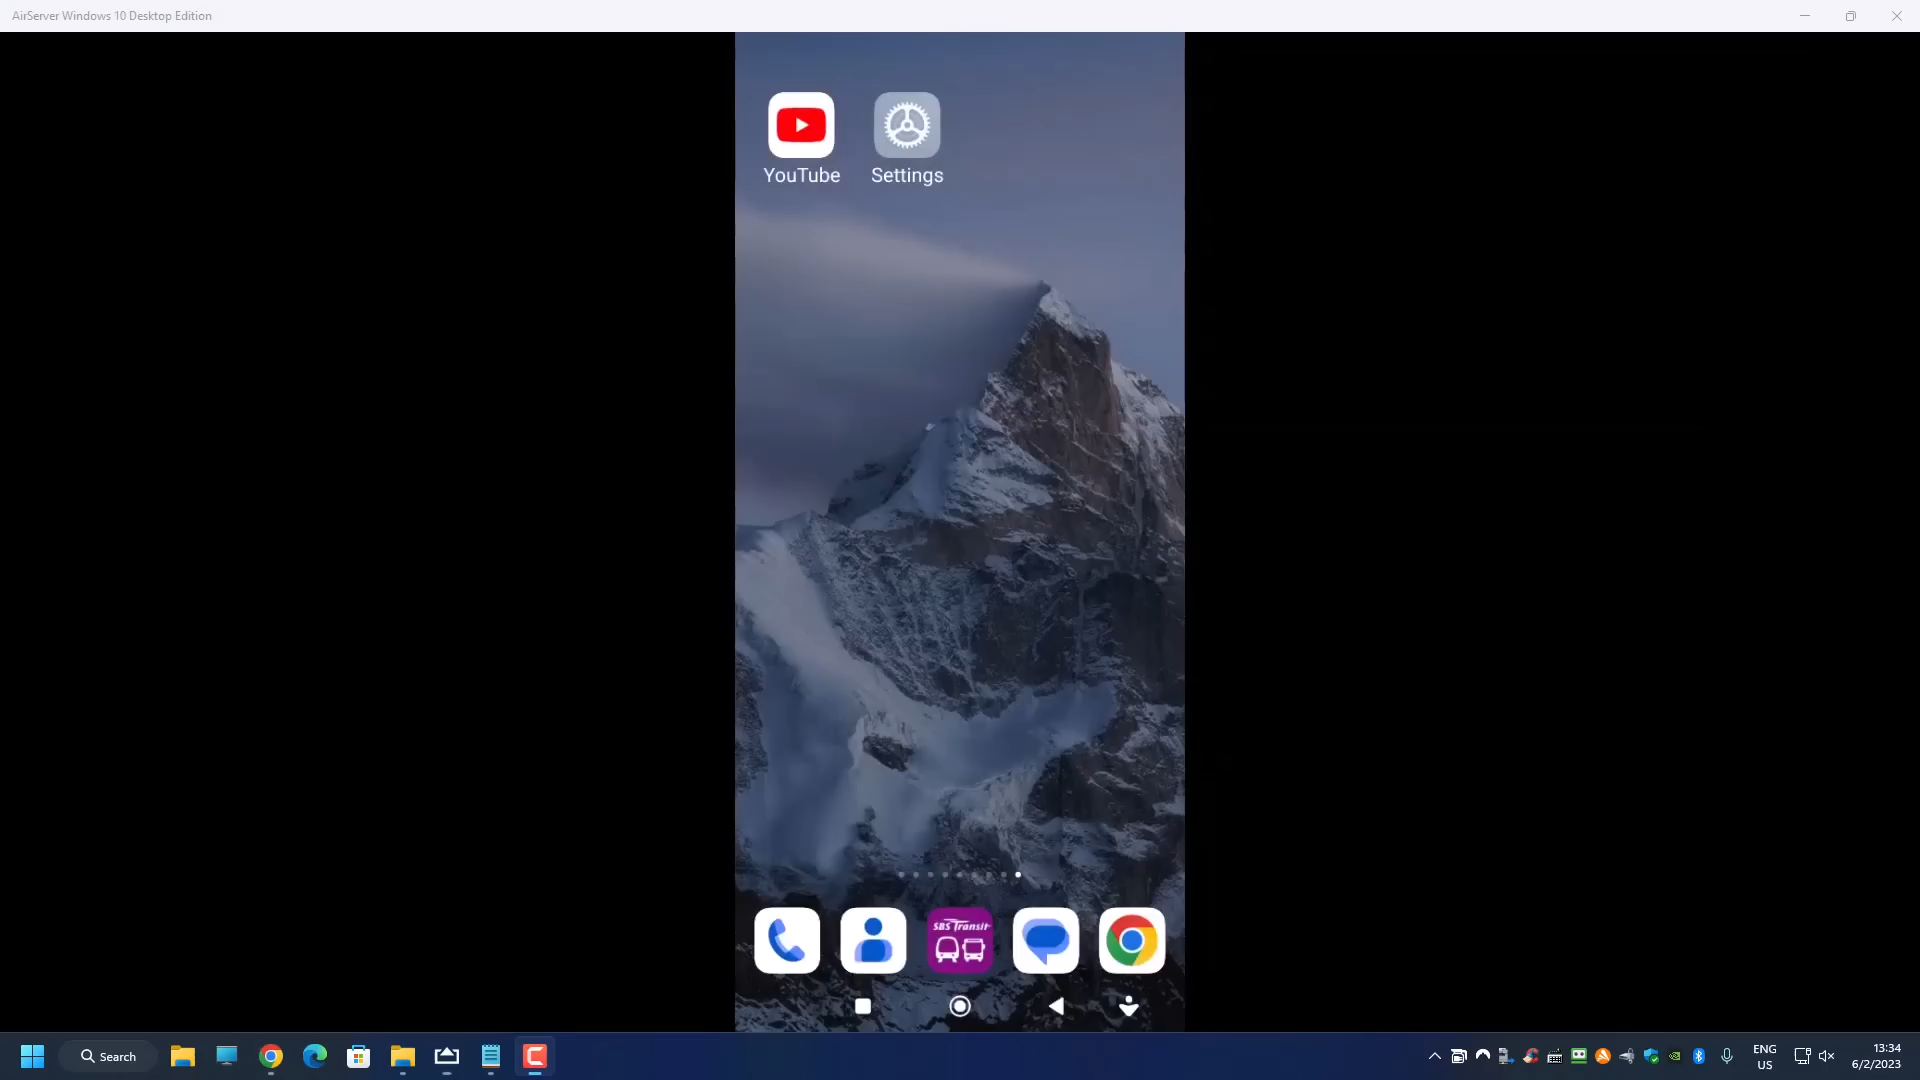 AirServer Windows 10 Desktop Edition
YouTube
Settings
SBS Transit
Search
ENG
US
13:34
6/2/2023